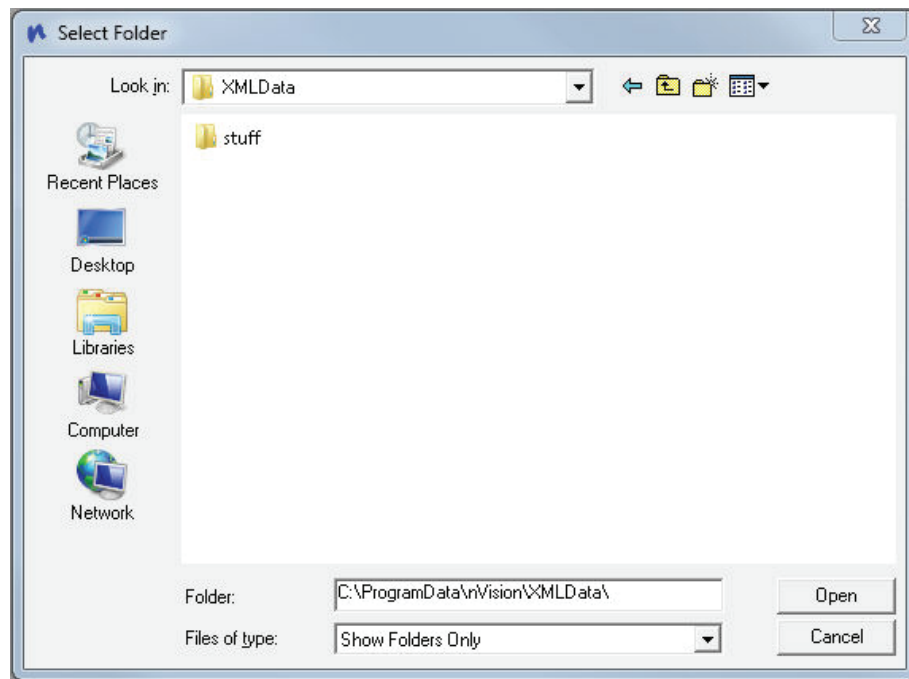 Select Folder
Look in: XMLData
stuff
Recent Places
Desktop
Libraries
Computer
Network
Folder: C:\ProgramData\nVision\XMLData\ Open
Files of type: Show Folders Only Cancel